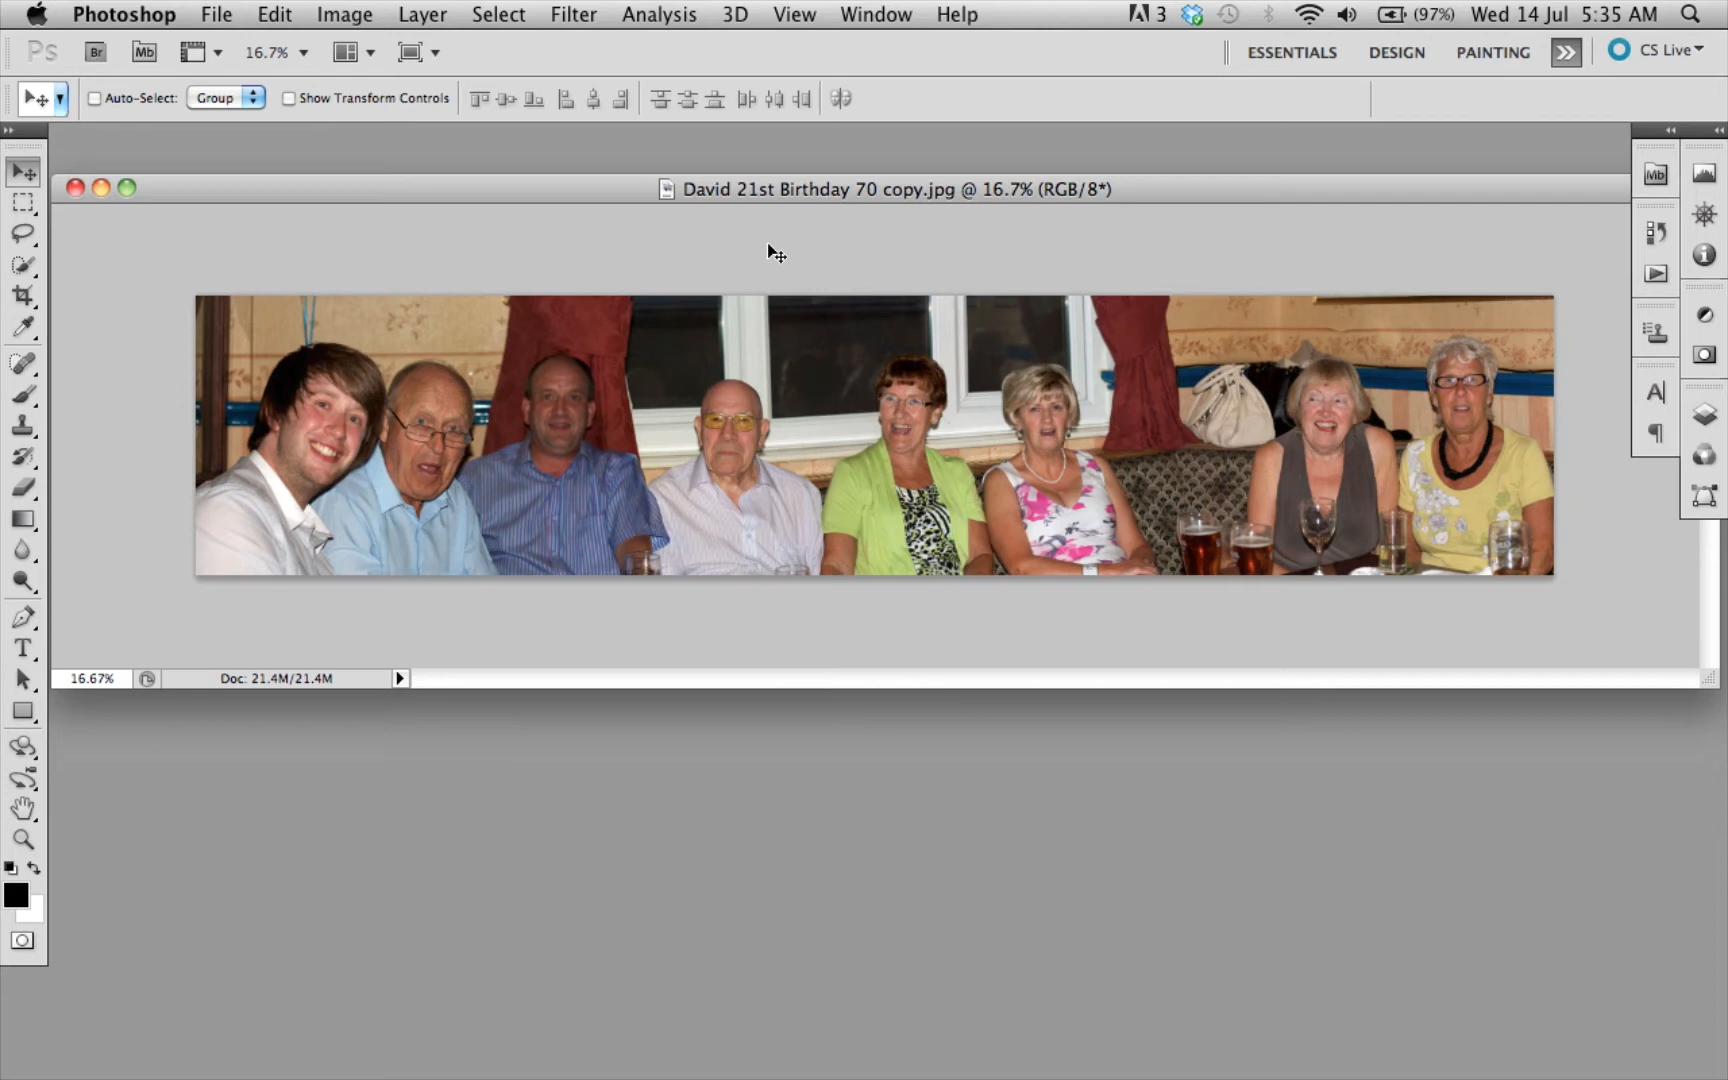 Photoshop File Edit Image Layer Select Filter Analysis 3D View Window Help 3 (97%) Wed 14 Jul 5:35 AM
Ps Br Mb 16.7% ESSENTIALS DESIGN PAINTING CS Live
Auto-Select: Group Show Transform Controls
David 21st Birthday 70 copy.jpg @ 16.7% (RGB/8*)
Mb
A
T
16.67% Doc: 21.4M/21.4M